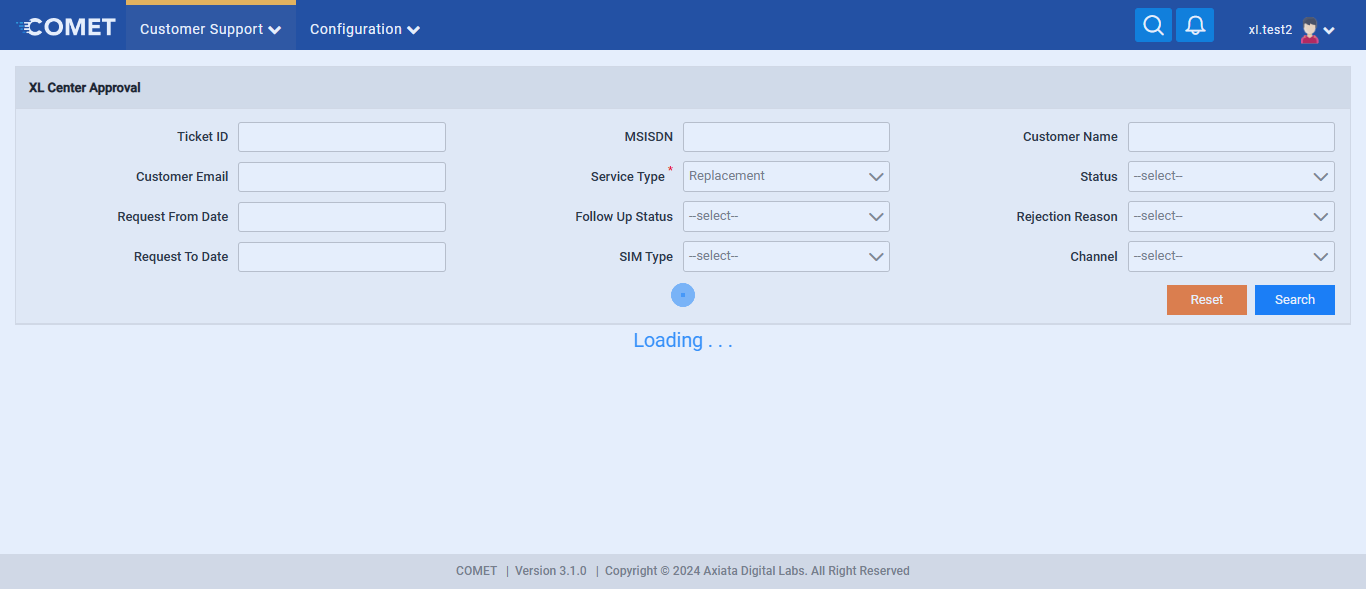 COMET Customer Support Configuration xl.test2
XL Center Approval
Ticket ID MSISDN Customer Name
Customer Email Service Type * Replacement Status --select--
Request From Date Follow Up Status --select-- Rejection Reason --select--
Request To Date SIM Type --select-- Channel --select--
Reset Search
Loading . . .
COMET | Version 3.1.0 | Copyright © 2024 Axiata Digital Labs. All Right Reserved